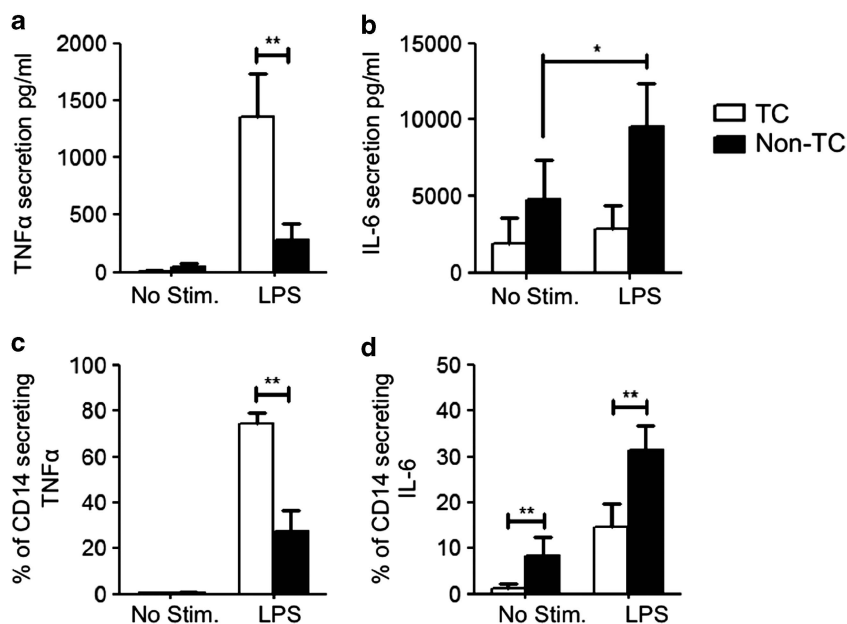 a
TNFα secretion pg/ml
2000
1500
1000
500
0
**
No Stim.
LPS
b
IL-6 secretion pg/ml
15000
10000
5000
0
*
No Stim.
LPS
TC
Non-TC
c
% of CD14 secreting
TNFα
100
80
60
40
20
0
**
No Stim.
LPS
d
% of CD14 secreting
IL-6
50
40
30
20
10
0
**
**
No Stim.
LPS